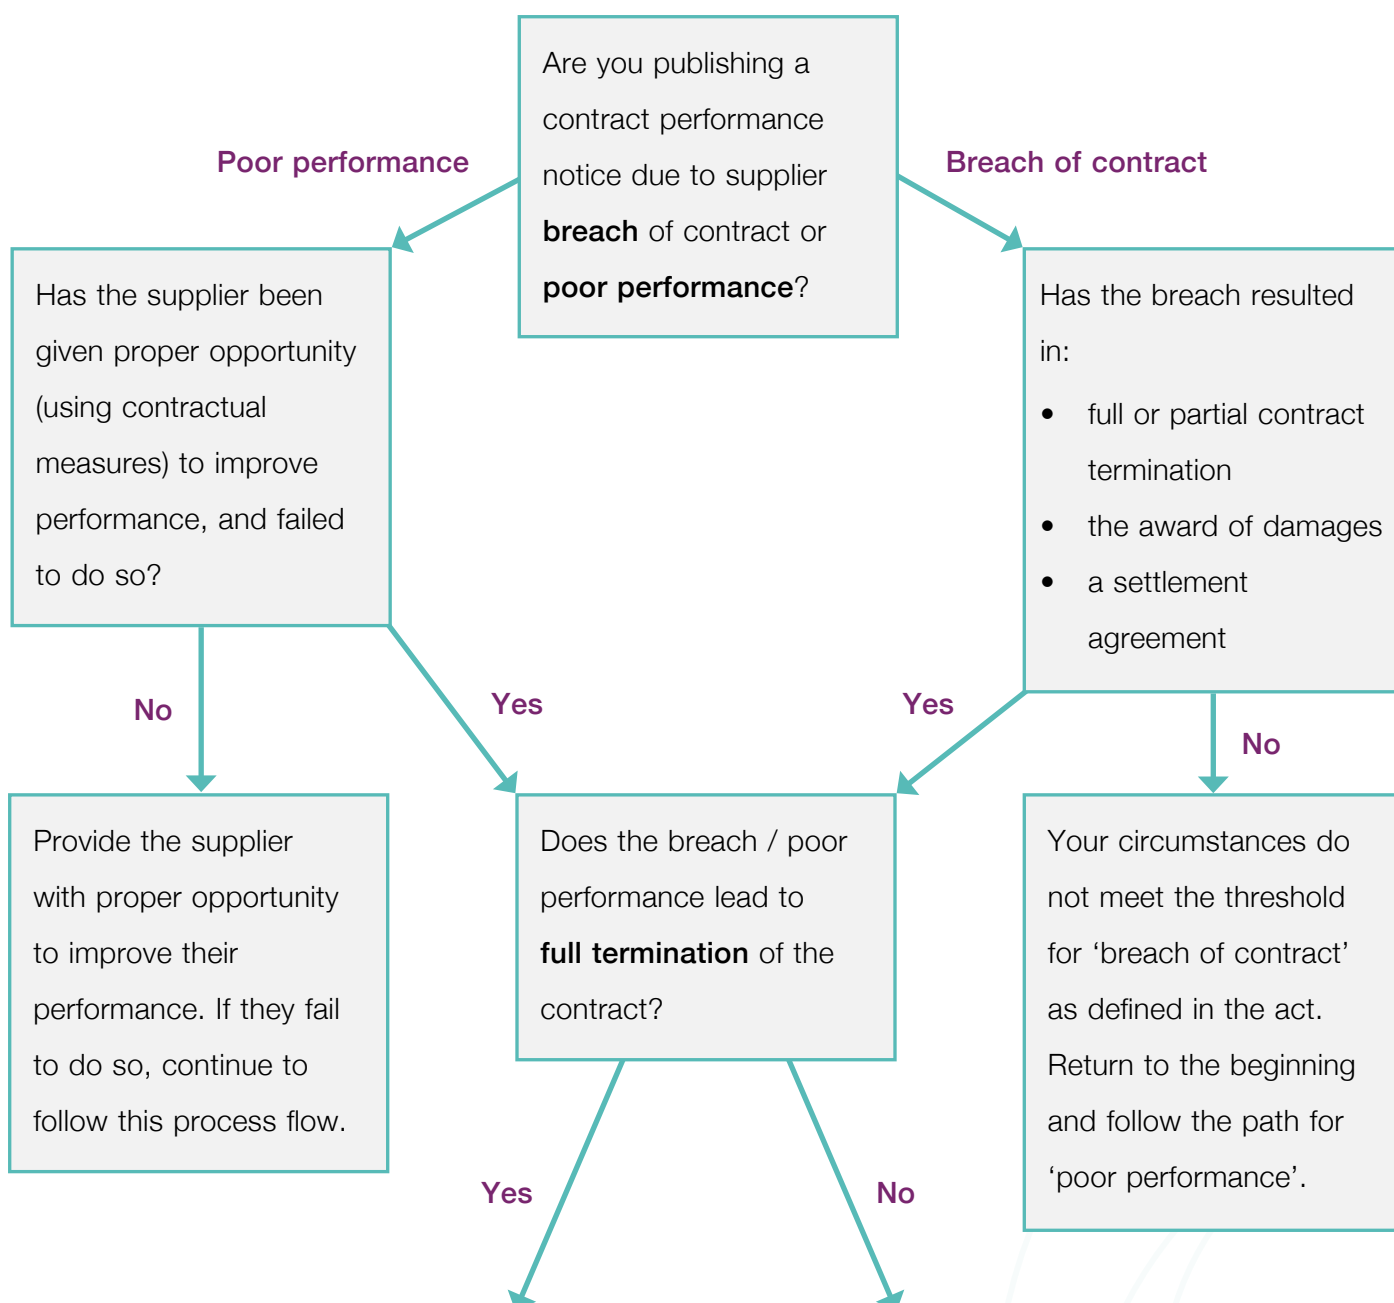 Are you publishing a
contract performance
notice due to supplier
breach of contract or
poor performance?
Poor performance
Breach of contract
Has the supplier been
given proper opportunity
(using contractual
measures) to improve
performance, and failed
to do so?
Has the breach resulted
in:
• full or partial contract
termination
• the award of damages
• a settlement
agreement
No
Yes
Yes
No
Provide the supplier
with proper opportunity
to improve their
performance. If they fail
to do so, continue to
follow this process flow.
Does the breach / poor
performance lead to
full termination of the
contract?
Your circumstances do
not meet the threshold
for ‘breach of contract’
as defined in the act.
Return to the beginning
and follow the path for
‘poor performance’.
Yes
No